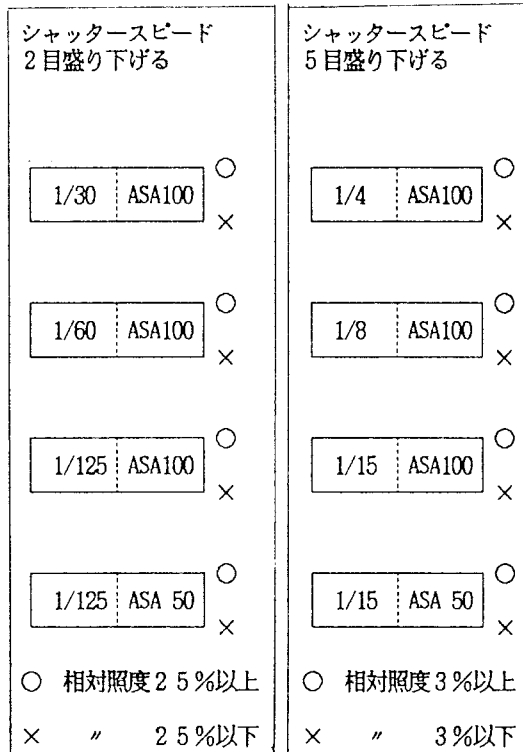 シャッタースピード
2目盛り下げる
○
1/30 ASA100
×
○
1/60 ASA100
×
○
1/125 ASA100
×
○
1/125 ASA 50
×
○ 相対照度25%以上
× 〃 25%以下
シャッタースピード
5目盛り下げる
○
1/4 ASA100
×
○
1/8 ASA100
×
○
1/15 ASA100
×
○
1/15 ASA 50
×
○ 相対照度3%以上
× 〃 3%以下